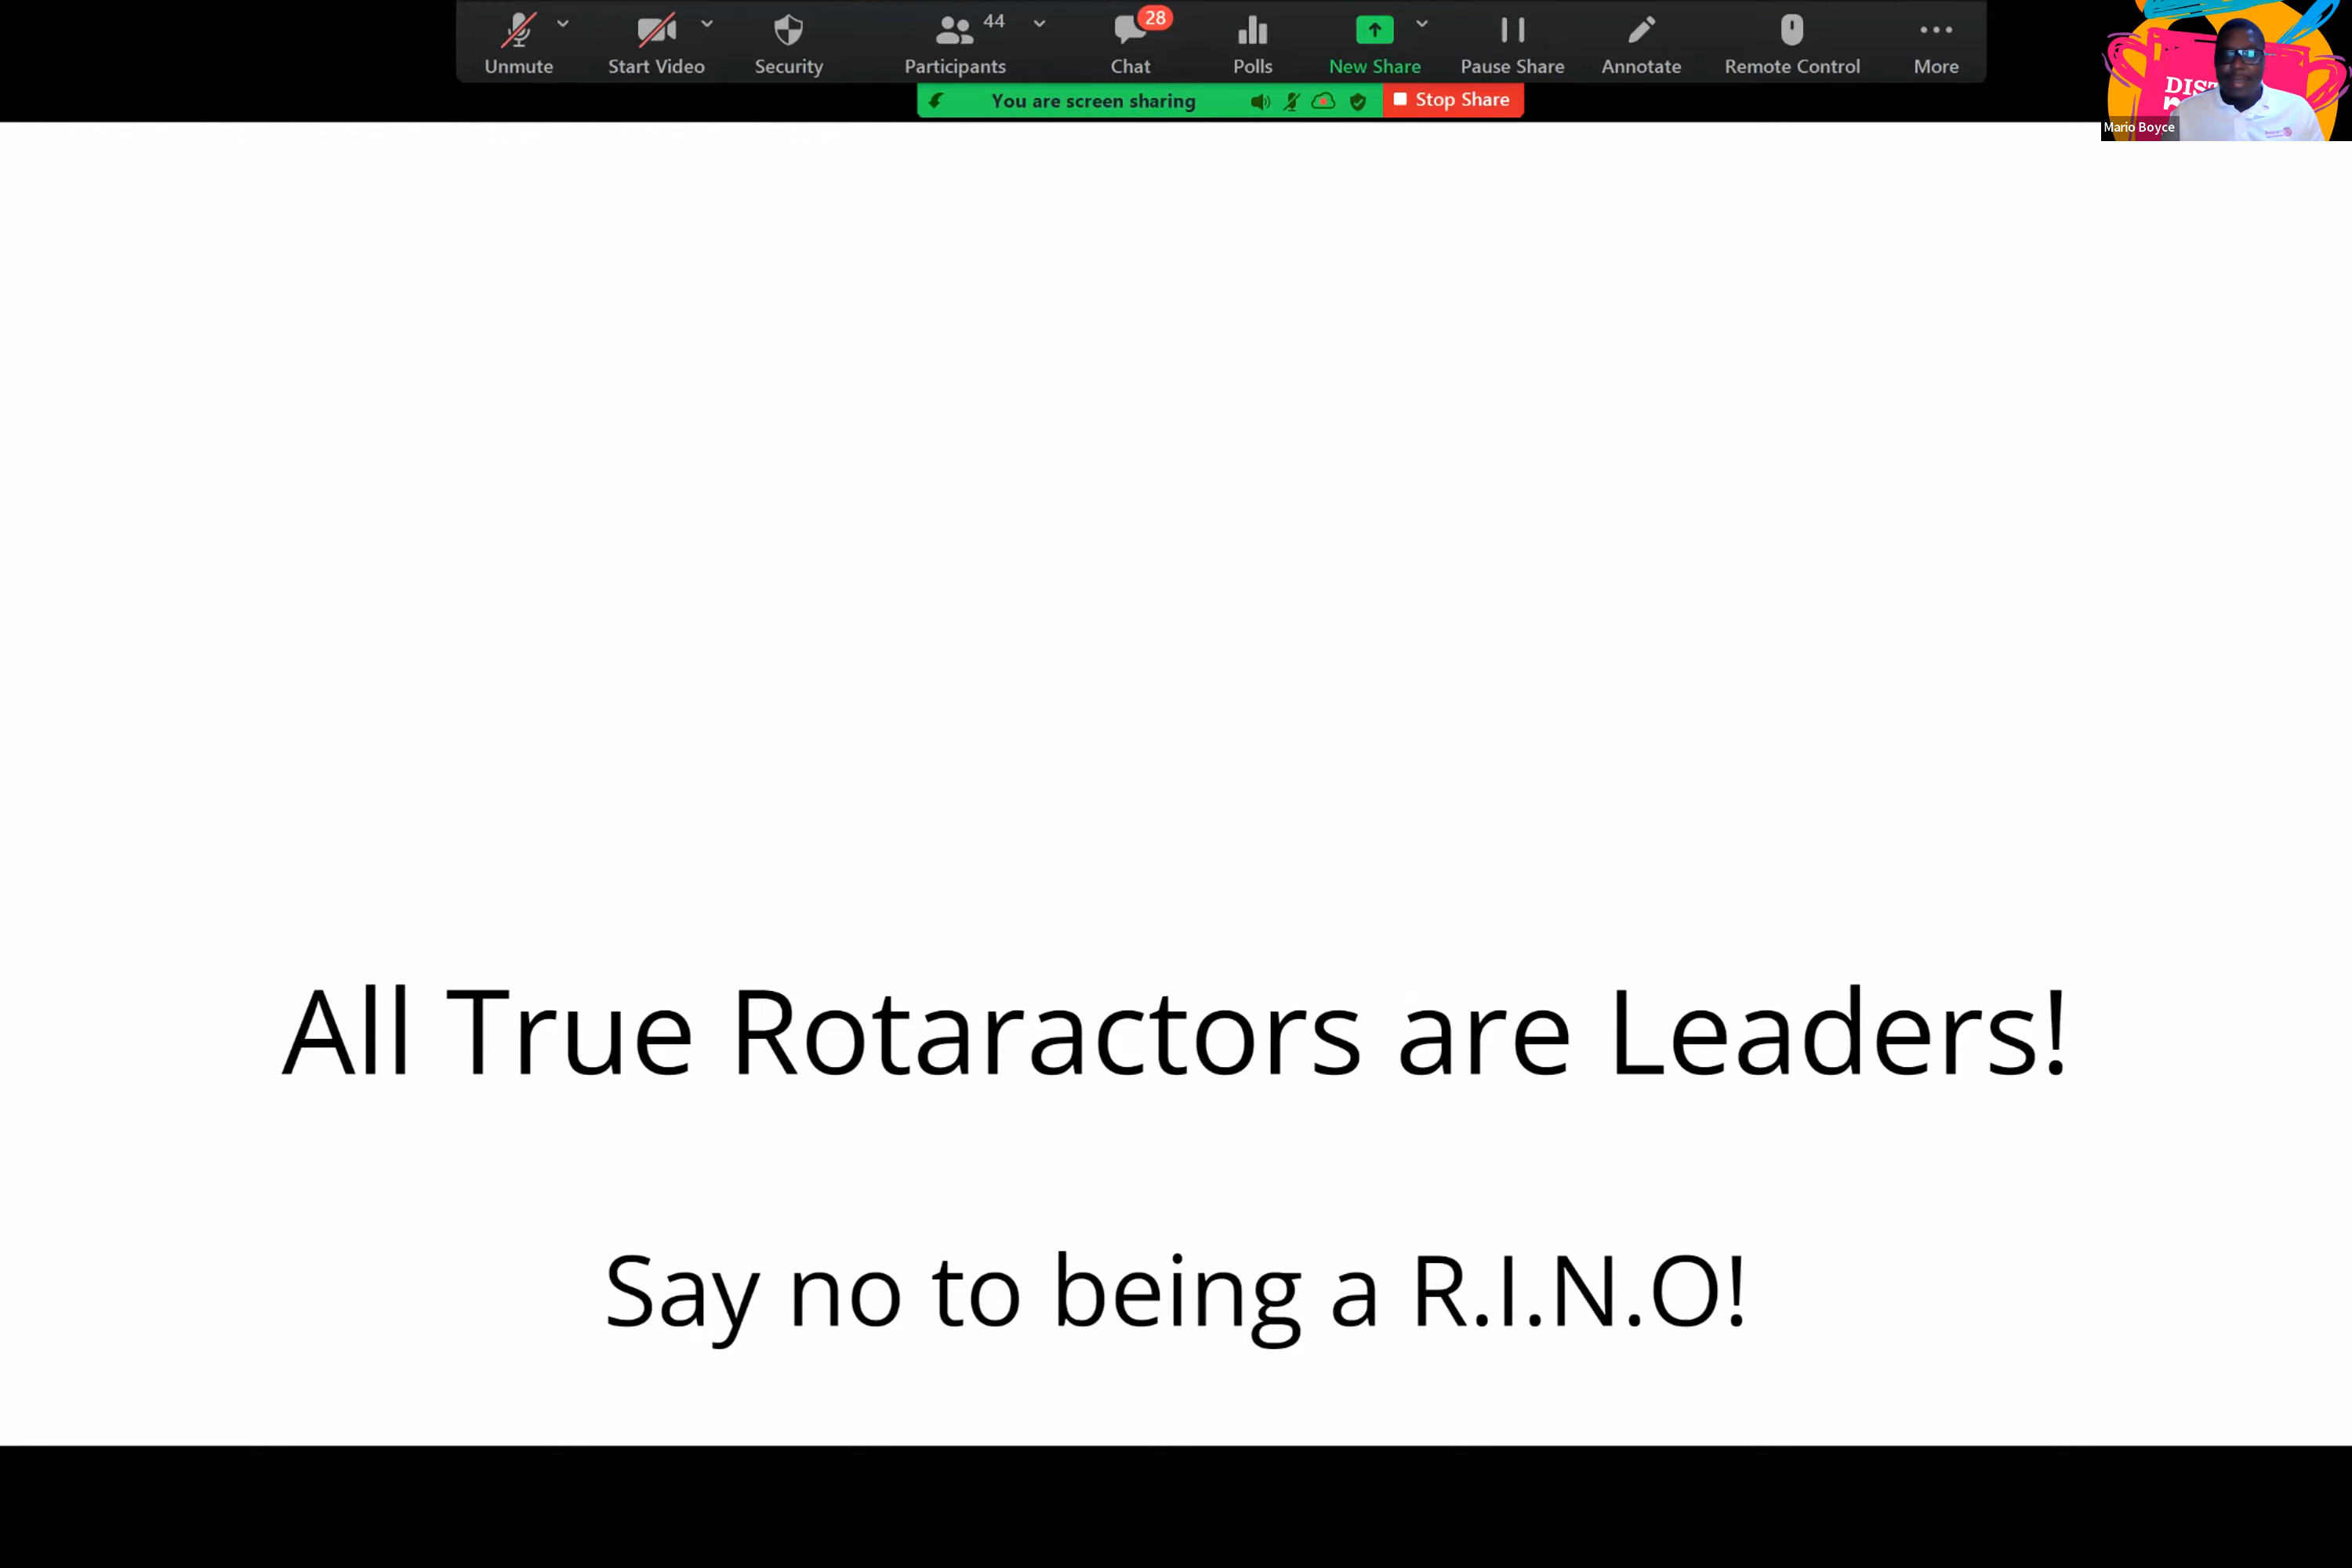 Unmute
Start Video
Security
Participants
44
Chat
28
Polls
New Share
Pause Share
Annotate
Remote Control
More
You are screen sharing
Stop Share
DIST
Mario Boyce
All True Rotaractors are Leaders!
Say no to being a R.I.N.O!